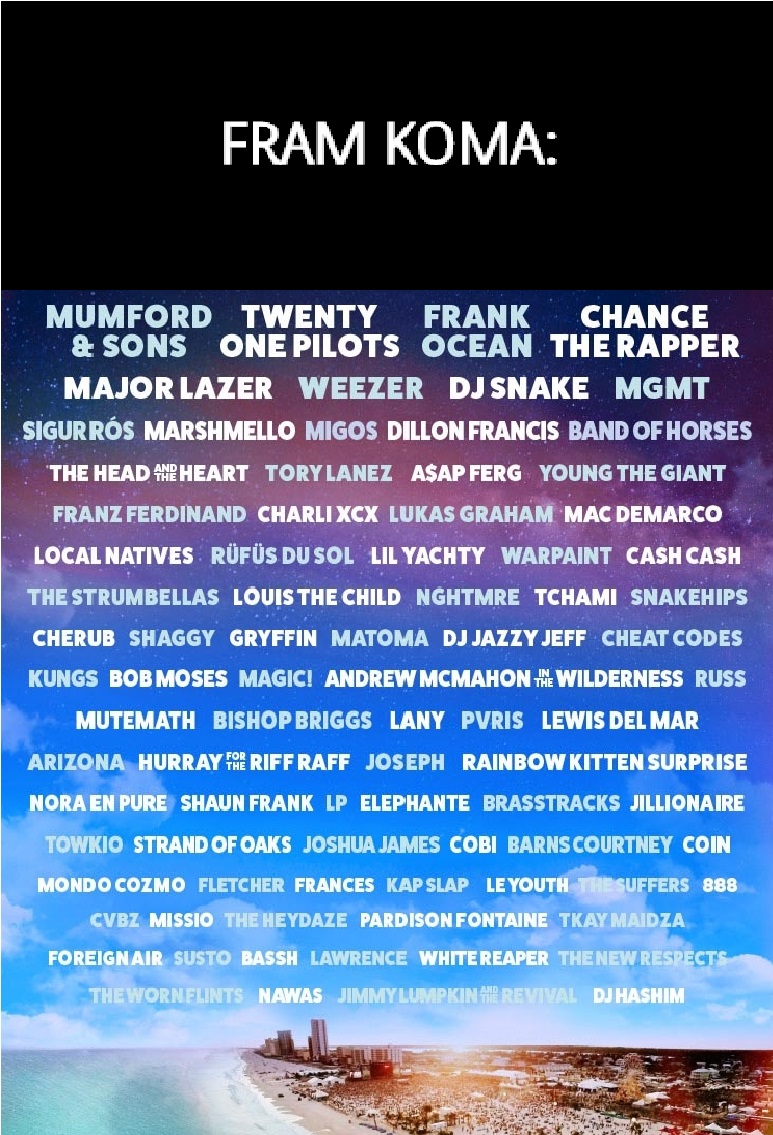 FRAM KOMA:
MUMFORD & SONS TWENTY ONE PILOTS FRANK OCEAN CHANCE THE RAPPER
MAJOR LAZER WEEZER DJ SNAKE MGMT
SIGUR RÓS MARSHMELLO MIGOS DILLON FRANCIS BAND OF HORSES
THE HEAD AND THE HEART TORY LANEZ A$AP FERG YOUNG THE GIANT
FRANZ FERDINAND CHARLI XCX LUKAS GRAHAM MAC DEMARCO
LOCAL NATIVES RÜFÜS DU SOL LIL YACHTY WARPAINT CASH CASH
THE STRUMBELLAS LOUIS THE CHILD NGHTMRE TCHAMI SNAKEHIPS
CHERUB SHAGGY GRYFFIN MATOMA DJ JAZZY JEFF CHEAT CODES
KUNGS BOB MOSES MAGIC! ANDREW MCMAHON IN THE WILDERNESS RUSS
MUTEMATH BISHOP BRIGGS LANY PVRIS LEWIS DEL MAR
ARIZONA HURRAY FOR THE RIFF RAFF JOSEPH RAINBOW KITTEN SURPRISE
NORA EN PURE SHAUN FRANK LP ELEPHANTE BRASSTRACKS JILLIONAIRE
TOWKIO STRAND OF OAKS JOSHUA JAMES COBI BARNS COURTNEY COIN
MONDO COZMO FLETCHER FRANCES KAP SLAP LE YOUTH THE SUFFERS 888
CVBZ MISSIO THE HEYDAZE PARDISON FONTAINE TKAY MAIDZA
FOREIGN AIR SUSTO BASSH LAWRENCE WHITE REAPER THE NEW RESPECTS
THE WORN FLINTS NAWAS JIMMY LUMPKIN AND THE REVIVAL DJ HASHIM